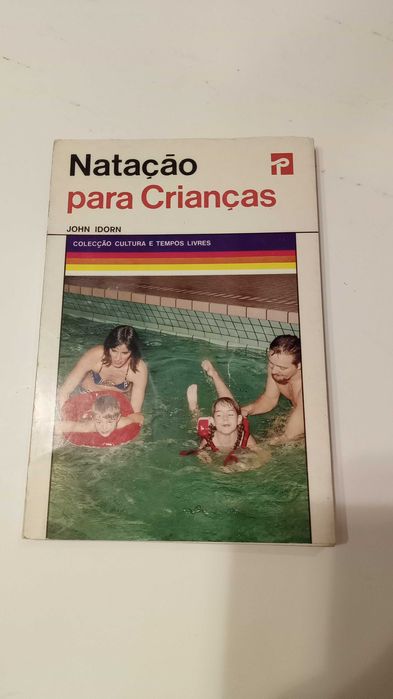 Natação
para Crianças
JOHN IDORN
COLECÇÃO CULTURA E TEMPOS LIVRES